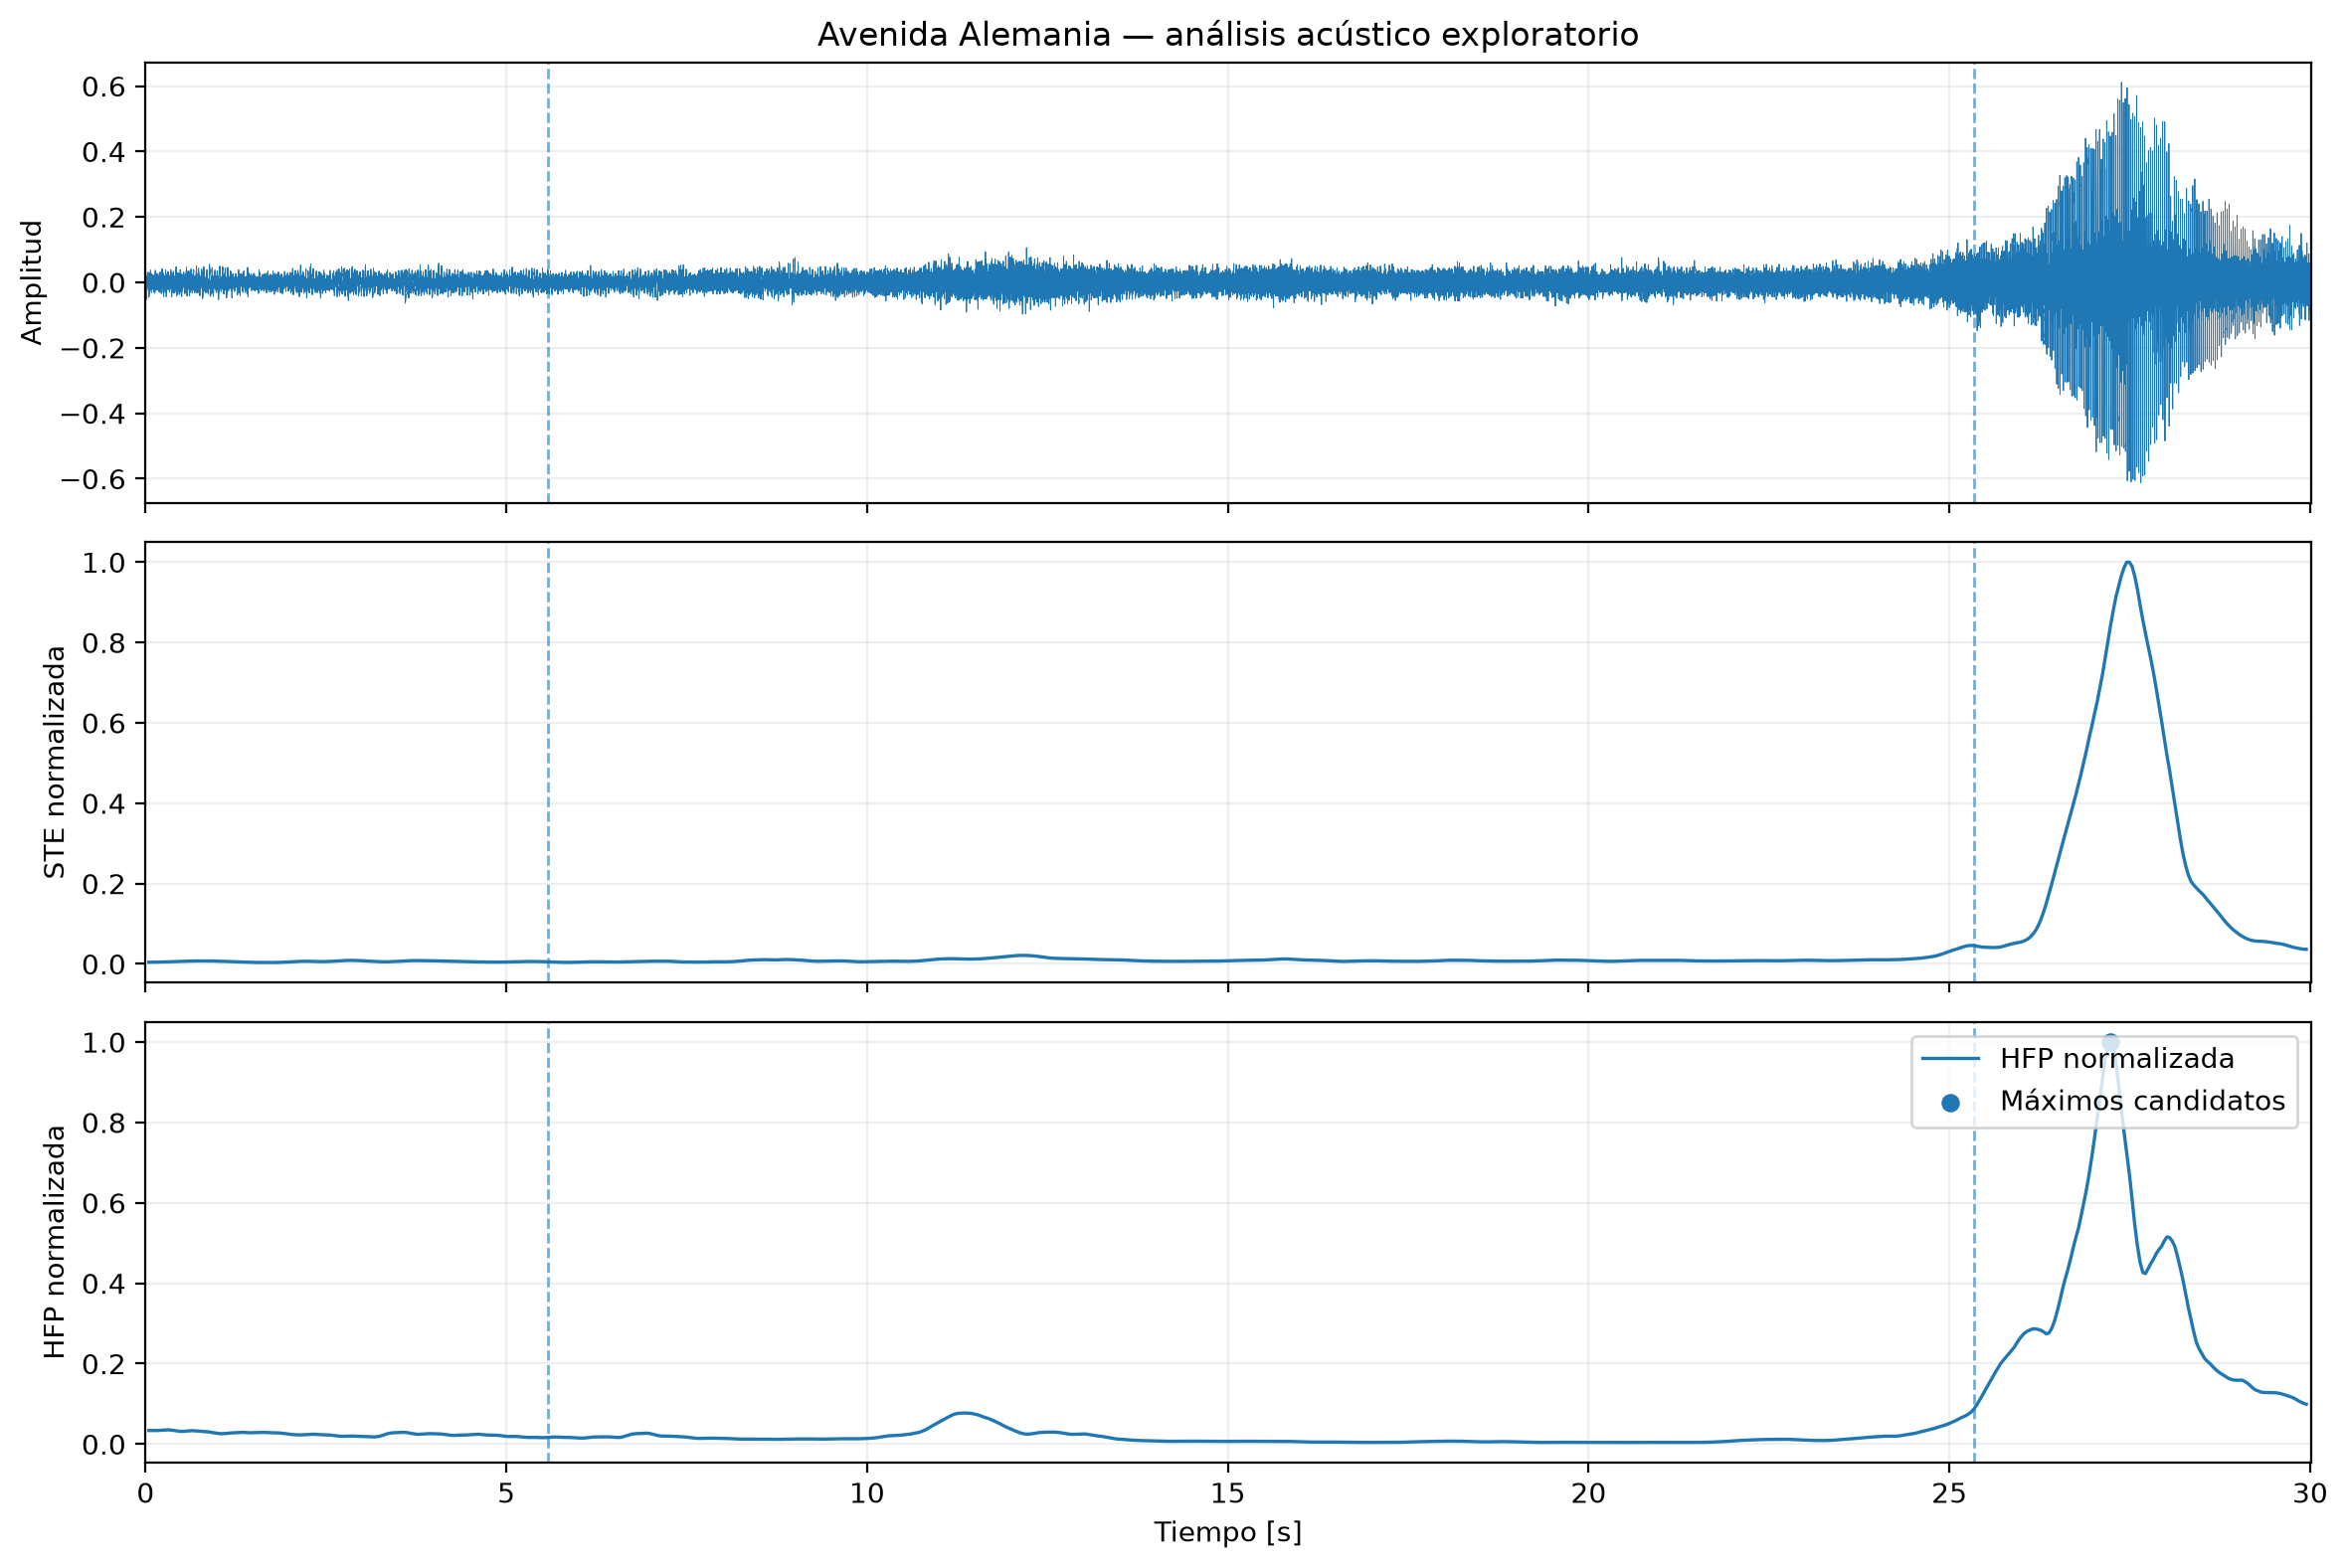 Avenida Alemania — análisis acústico exploratorio
Amplitud
0.6
0.4
0.2
0.0
−0.2
−0.4
−0.6
STE normalizada
1.0
0.8
0.6
0.4
0.2
0.0
HFP normalizada
1.0
0.8
0.6
0.4
0.2
0.0
HFP normalizada
Máximos candidatos
0 5 10 15 20 25 30
Tiempo [s]